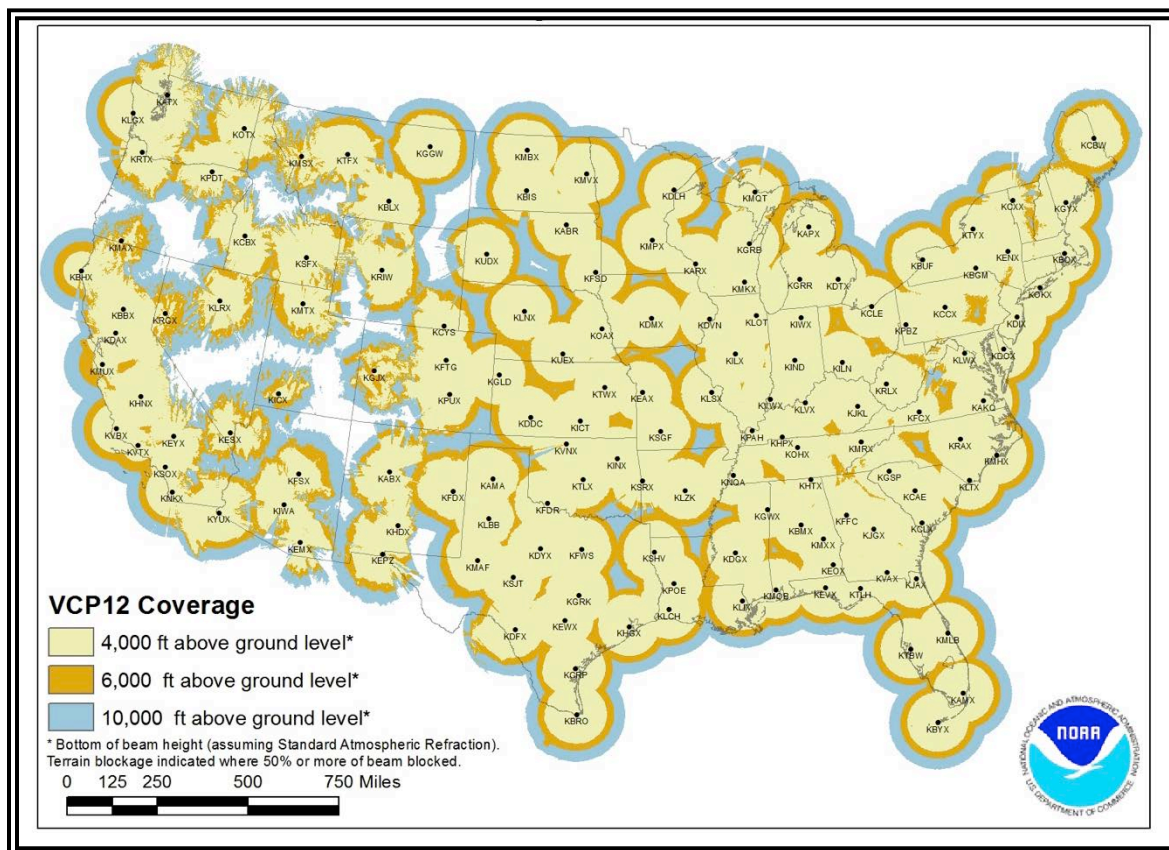 KATX
KLGX
KOTX
KRTX
KPDT
KMSX
KTFX
KGGW
KMBX
KMVX
KBIS
KDLH
KMQT
KCBW
KBLX
KABR
KCXX
KGYX
KMAX
KCBX
KSFX
KRIW
KUDX
KMPX
KGRB
KAPX
KTYX
KENX
KBOX
KBHX
KFSD
KARX
KBUF
KBGM
KMKX
KGRR
KDTX
KLRX
KMTX
KRGX
KBBX
KCYS
KLNX
KDMX
KDVN
KLOT
KIWX
KCLE
KCCX
KOKX
KDAX
KOAX
KPBZ
KDIX
KMUX
KGJX
KFTG
KUEX
KILX
KIND
KILN
KLWX
KDOX
KHNX
KICX
KPUX
KGLD
KTWX
KEAX
KLSX
KRLX
KVWX
KLVX
KJKL
KFCX
KAKQ
KVBX
KEYX
KESX
KDDC
KICT
KSGF
KPAH
KHPX
KOHX
KMRX
KRAX
KMHX
KVTX
KVNX
KSOX
KFSX
KABX
KAMA
KINX
KNQA
KHTX
KGSP
KLTX
KNKX
KIWA
KFDX
KTLX
KSRX
KLZK
KCAE
KYUX
KHDX
KLBB
KFDR
KGWX
KFFC
KCLX
KEMX
KEPZ
KBMX
KMXX
KJGX
KMAF
KDYX
KFWS
KSHV
KDGX
KEOX
KVAX
KJAX
KSJT
KGRK
KPOE
KLCH
KLIX
KMOB
KEVX
KTLH
KDFX
KEWX
KHGX
KMLB
KTBW
KCRP
KAMX
KBRO
KBYX
VCP12 Coverage
4,000 ft above ground level*
6,000 ft above ground level*
10,000 ft above ground level*
* Bottom of beam height (assuming Standard Atmospheric Refraction).
Terrain blockage indicated where 50% or more of beam blocked.
0 125 250 500 750 Miles
NATIONAL OCEANIC AND ATMOSPHERIC ADMINISTRATION
NOAA
U.S. DEPARTMENT OF COMMERCE